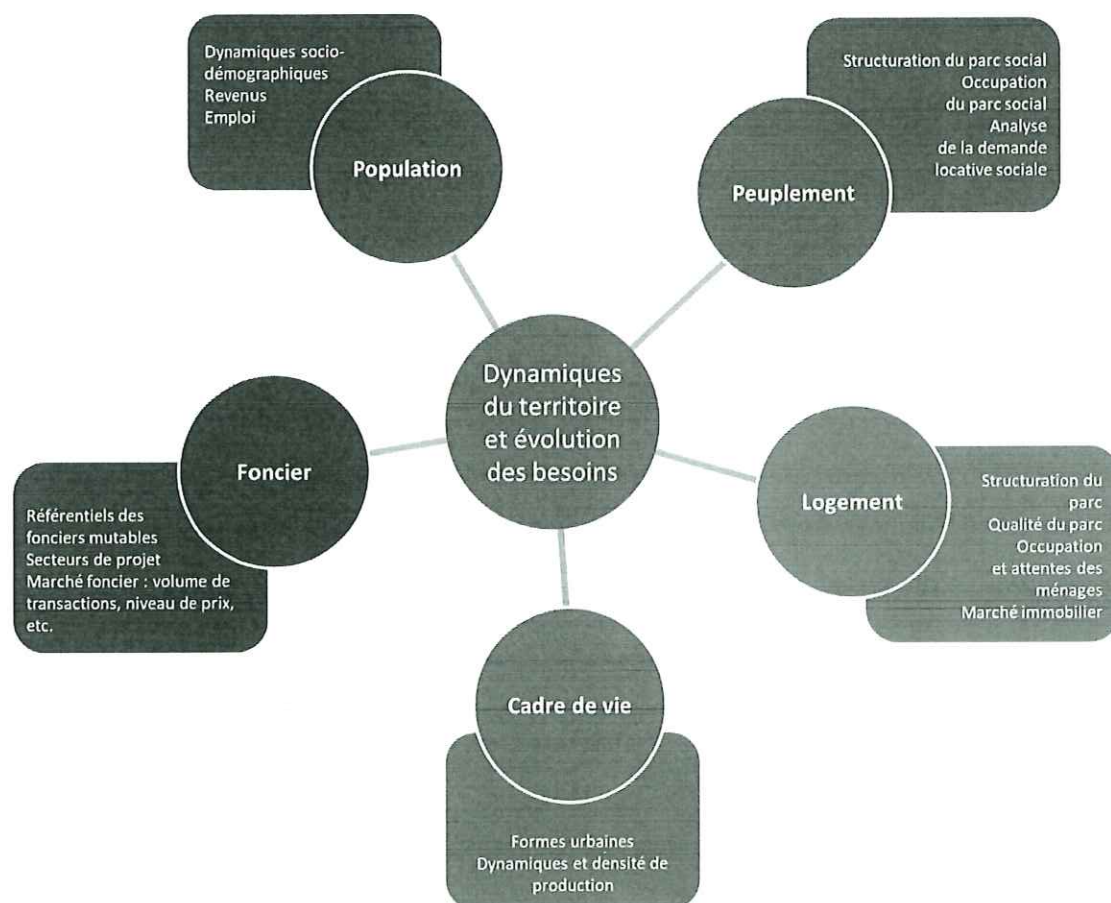 Dynamiques socio-
démographiques
Revenus
Emploi
Population
Structuration du parc social
Occupation
du parc social
Analyse
de la demande
locative sociale
Peuplement
Dynamiques
du territoire
et évolution
des besoins
Foncier
Référentiels des
fonciers mutables
Secteurs de projet
Marché foncier : volume de
transactions, niveau de prix,
etc.
Logement
Structuration du
parc
Qualité du parc
Occupation
et attentes des
ménages
Marché immobilier
Cadre de vie
Formes urbaines
Dynamiques et densité de
production